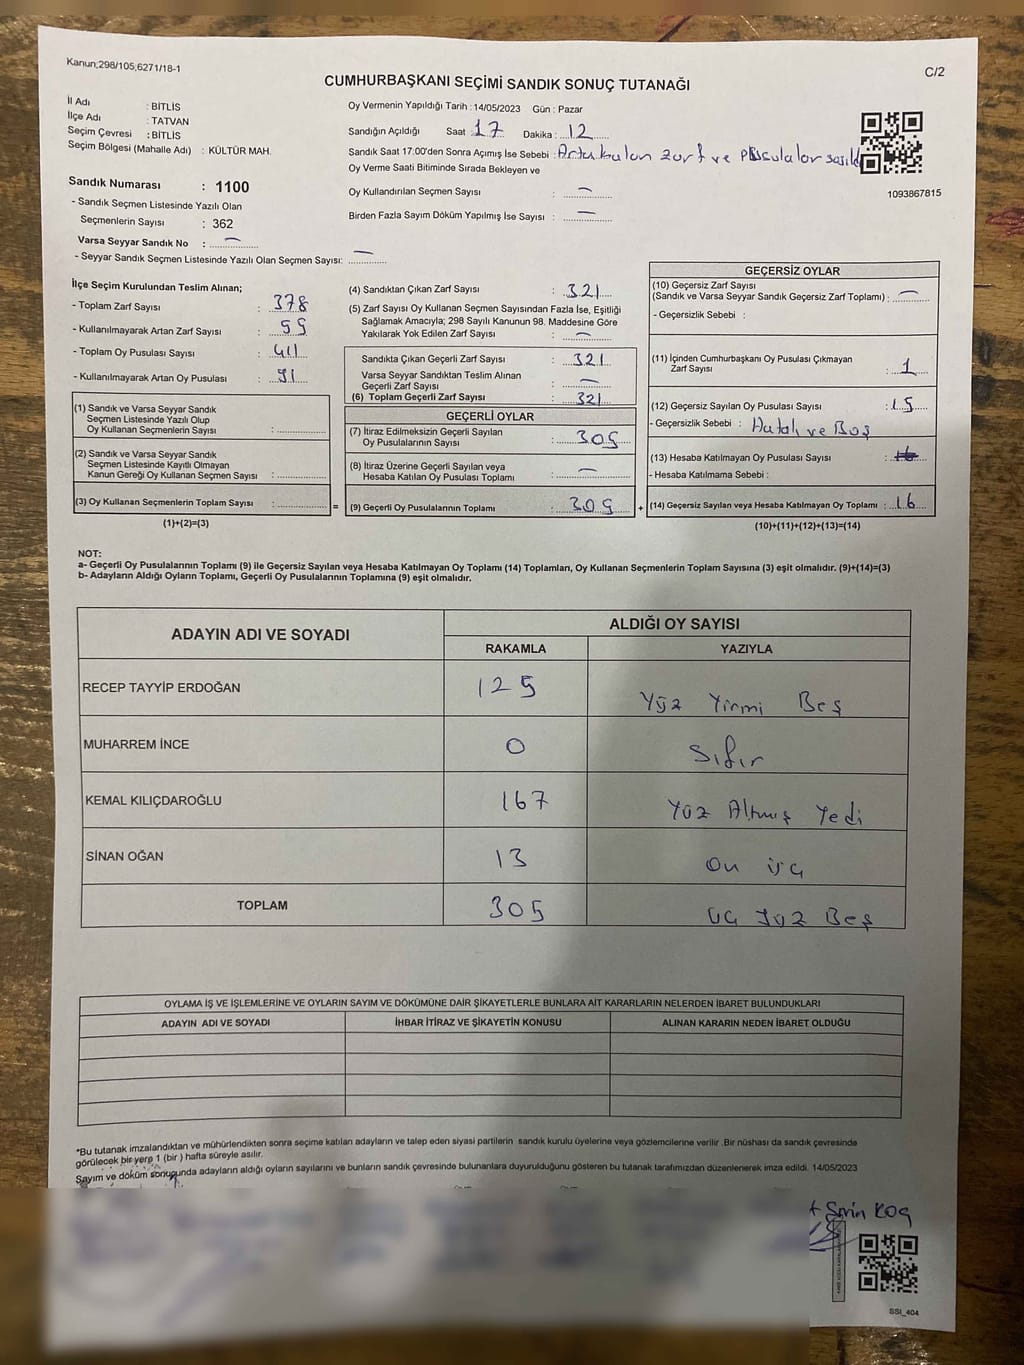 Kanun;298/105,6271/18-1
C/2
CUMHURBAŞKANI SEÇİMİ SANDIK SONUÇ TUTANAĞI
İl Adı : BİTLİS
İlçe Adı : TATVAN
Seçim Çevresi : BİTLİS
Seçim Bölgesi (Mahalle Adı) : KÜLTÜR MAH.
Oy Vermenin Yapıldığı Tarih : 14/05/2023 Gün : Pazar
Sandığın Açıldığı Saat : 17 Dakika : 12
Sandık Saat 17:00'den Sonra Açımış İse Sebebi : Artık kalan zarf ve pusulalar sayıldı
Oy Verme Saati Bitiminde Sırada Bekleyen ve
Oy Kullandırılan Seçmen Sayısı : —
Birden Fazla Sayım Döküm Yapılmış İse Sayısı : —
1093867815
Sandık Numarası : 1100
- Sandık Seçmen Listesinde Yazılı Olan
Seçmenlerin Sayısı : 362
Varsa Seyyar Sandık No : —
- Seyyar Sandık Seçmen Listesinde Yazılı Olan Seçmen Sayısı: —
İlçe Seçim Kurulundan Teslim Alınan;
- Toplam Zarf Sayısı : 378
- Kullanılmayarak Artan Zarf Sayısı :
- Toplam Oy Pusulası Sayısı : 411
- Kullanılmayarak Artan Oy Pusulası : 91
(1) Sandık ve Varsa Seyyar Sandık
Seçmen Listesinde Yazılı Olup
Oy Kullanan Seçmenlerin Sayısı :
(2) Sandık ve Varsa Seyyar Sandık
Seçmen Listesinde Kayıtlı Olmayan
Kanun Gereği Oy Kullanan Seçmen Sayısı :
(3) Oy Kullanan Seçmenlerin Toplam Sayısı : =
(1)+(2)=(3)
(4) Sandıktan Çıkan Zarf Sayısı : 321
(5) Zarf Sayısı Oy Kullanan Seçmen Sayısından Fazla İse, Eşitliği
Sağlamak Amacıyla; 298 Sayılı Kanunun 98. Maddesine Göre
Yakılarak Yok Edilen Zarf Sayısı : —
Sandıkta Çıkan Geçerli Zarf Sayısı : 321
Varsa Seyyar Sandıktan Teslim Alınan
Geçerli Zarf Sayısı : —
(6) Toplam Geçerli Zarf Sayısı : 321
GEÇERLİ OYLAR
(7) İtiraz Edilmeksizin Geçerli Sayılan
Oy Pusulalarının Sayısı : 305
(8) İtiraz Üzerine Geçerli Sayılan veya
Hesaba Katılan Oy Pusulası Toplamı : —
(9) Geçerli Oy Pusulalarının Toplamı : 305 +
GEÇERSİZ OYLAR
(10) Geçersiz Zarf Sayısı
(Sandık ve Varsa Seyyar Sandık Geçersiz Zarf Toplamı) : —
- Geçersizlik Sebebi :
(11) İçinden Cumhurbaşkanı Oy Pusulası Çıkmayan
Zarf Sayısı : 1
(12) Geçersiz Sayılan Oy Pusulası Sayısı : 15
- Geçersizlik Sebebi : Hatalı ve Boş
(13) Hesaba Katılmayan Oy Pusulası Sayısı :
- Hesaba Katılmama Sebebi :
(14) Geçersiz Sayılan veya Hesaba Katılmayan Oy Toplamı : 16
(10)+(11)+(12)+(13)=(14)
NOT:
a- Geçerli Oy Pusulalarının Toplamı (9) ile Geçersiz Sayılan veya Hesaba Katılmayan Oy Toplamı (14) Toplamları, Oy Kullanan Seçmenlerin Toplam Sayısına (3) eşit olmalıdır. (9)+(14)=(3)
b- Adayların Aldığı Oyların Toplamı, Geçerli Oy Pusulalarının Toplamına (9) eşit olmalıdır.
ADAYIN ADI VE SOYADI
ALDIĞI OY SAYISI
RAKAMLA YAZIYLA
RECEP TAYYİP ERDOĞAN 125 Yüz Yirmi Beş
MUHARREM İNCE 0 Sıfır
KEMAL KILIÇDAROĞLU 167 Yüz Altmış Yedi
SİNAN OĞAN 13 On üç
TOPLAM 305 üç yüz Beş
OYLAMA İŞ VE İŞLEMLERİNE VE OYLARIN SAYIM VE DÖKÜMÜNE DAİR ŞİKAYETLERLE BUNLARA AİT KARARLARIN NELERDEN İBARET BULUNDUKLARI
ADAYIN ADI VE SOYADI İHBAR İTİRAZ VE ŞİKAYETİN KONUSU ALINAN KARARIN NEDEN İBARET OLDUĞU
*Bu tutanak imzalandıktan ve mühürlendikten sonra seçime katılan adayların ve talep eden siyasi partilerin sandık kurulu üyelerine veya gözlemcilerine verilir .Bir nüshası da sandık çevresinde
görülecek bir yere 1 (bir ) hafta süreyle asılır.
Sayım ve döküm sonucunda adayların aldığı oyların sayılarını ve bunların sandık çevresinde bulunanlara duyurulduğunu gösteren bu tutanak tarafımızdan düzenlenerek imza edildi. 14/05/2023
KOÇ
SSI_404